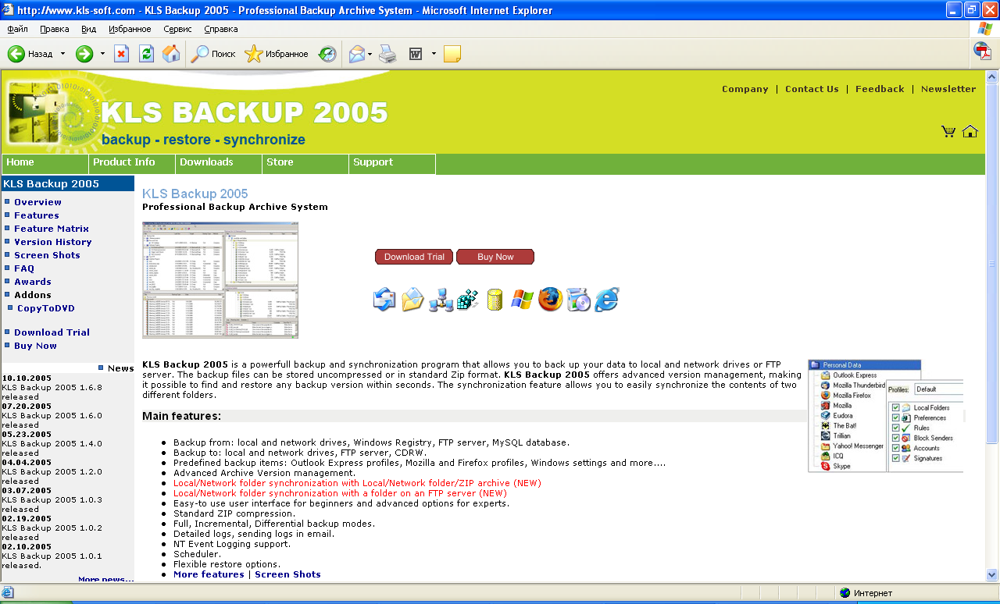 http://www.kls-soft.com - KLS Backup 2005 - Professional Backup Archive System - Microsoft Internet Explorer
Файл Правка Вид Избранное Сервис Справка
Назад Поиск Избранное
Company | Contact Us | Feedback | Newsletter
KLS BACKUP 2005
backup - restore - synchronize
Home Product Info Downloads Store Support
KLS Backup 2005
Overview
Features
Feature Matrix
Version History
Screen Shots
FAQ
Awards
Addons
CopyToDVD
Download Trial
Buy Now
News
10.10.2005
KLS Backup 2005 1.6.8
released
07.20.2005
KLS Backup 2005 1.6.0
released
05.23.2005
KLS Backup 2005 1.4.0
released
04.04.2005
KLS Backup 2005 1.2.0
released
03.07.2005
KLS Backup 2005 1.0.3
released
02.19.2005
KLS Backup 2005 1.0.2
released
02.10.2005
KLS Backup 2005 1.0.1
released.
More news...
KLS Backup 2005
Professional Backup Archive System
Download Trial Buy Now
KLS Backup 2005 is a powerfull backup and synchronization program that allows you to back up your data to local and network drives or FTP
server. The backup files can be stored uncompressed or in standard Zip format. KLS Backup 2005 offers advanced version management, making
it possible to find and restore any backup version within seconds. The synchronization feature allows you to easily synchronize the contents of two
different folders.
Personal Data
Outlook Express
Mozilla Thunderbird
Mozilla Firefox
Mozilla
Eudora
The Bat!
Trillian
Yahoo! Messenger
ICQ
Skype
Profiles: Default
Local Folders
Preferences
Rules
Block Senders
Accounts
Signatures
Main features:
Backup from: local and network drives, Windows Registry, FTP server, MySQL database.
Backup to: local and network drives, FTP server, CDRW.
Predefined backup items: Outlook Express files, Mozilla and Firefox profiles, Windows settings and more....
Advanced Archive Version management.
Local/Network folder synchronization with Local/Network folder/ZIP archive (NEW)
Local/Network folder synchronization with a folder on an FTP server (NEW)
Easy-to use user interface for beginners and advanced options for experts.
Standard ZIP compression.
Full, Incremental, Differential backup modes.
Detailed logs, sending logs in email.
NT Event Logging support.
Scheduler.
Flexible restore options.
More features | Screen Shots
Интернет